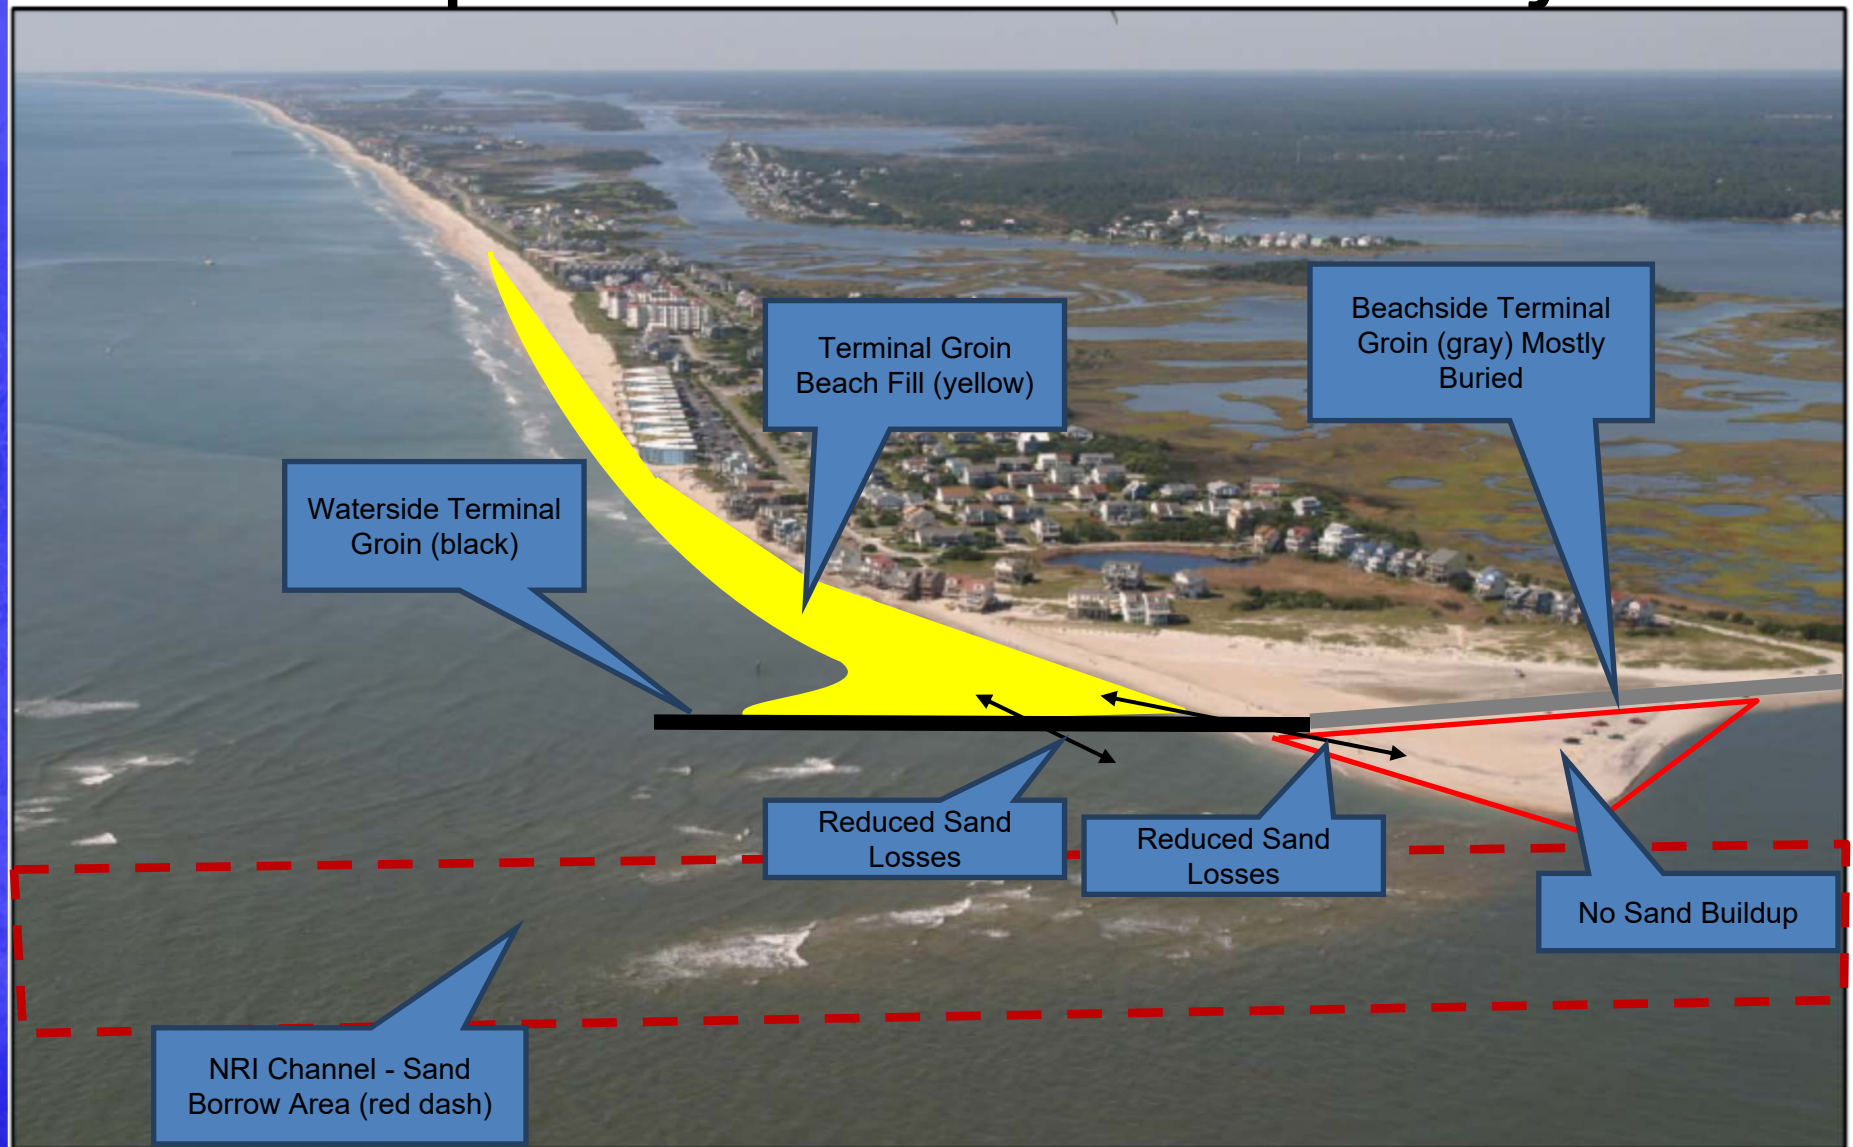 Beachside Terminal
Groin (gray) Mostly
Buried
Terminal Groin
Beach Fill (yellow)
Waterside Terminal
Groin (black)
Reduced Sand
Losses
Reduced Sand
Losses
No Sand Buildup
NRI Channel - Sand
Borrow Area (red dash)